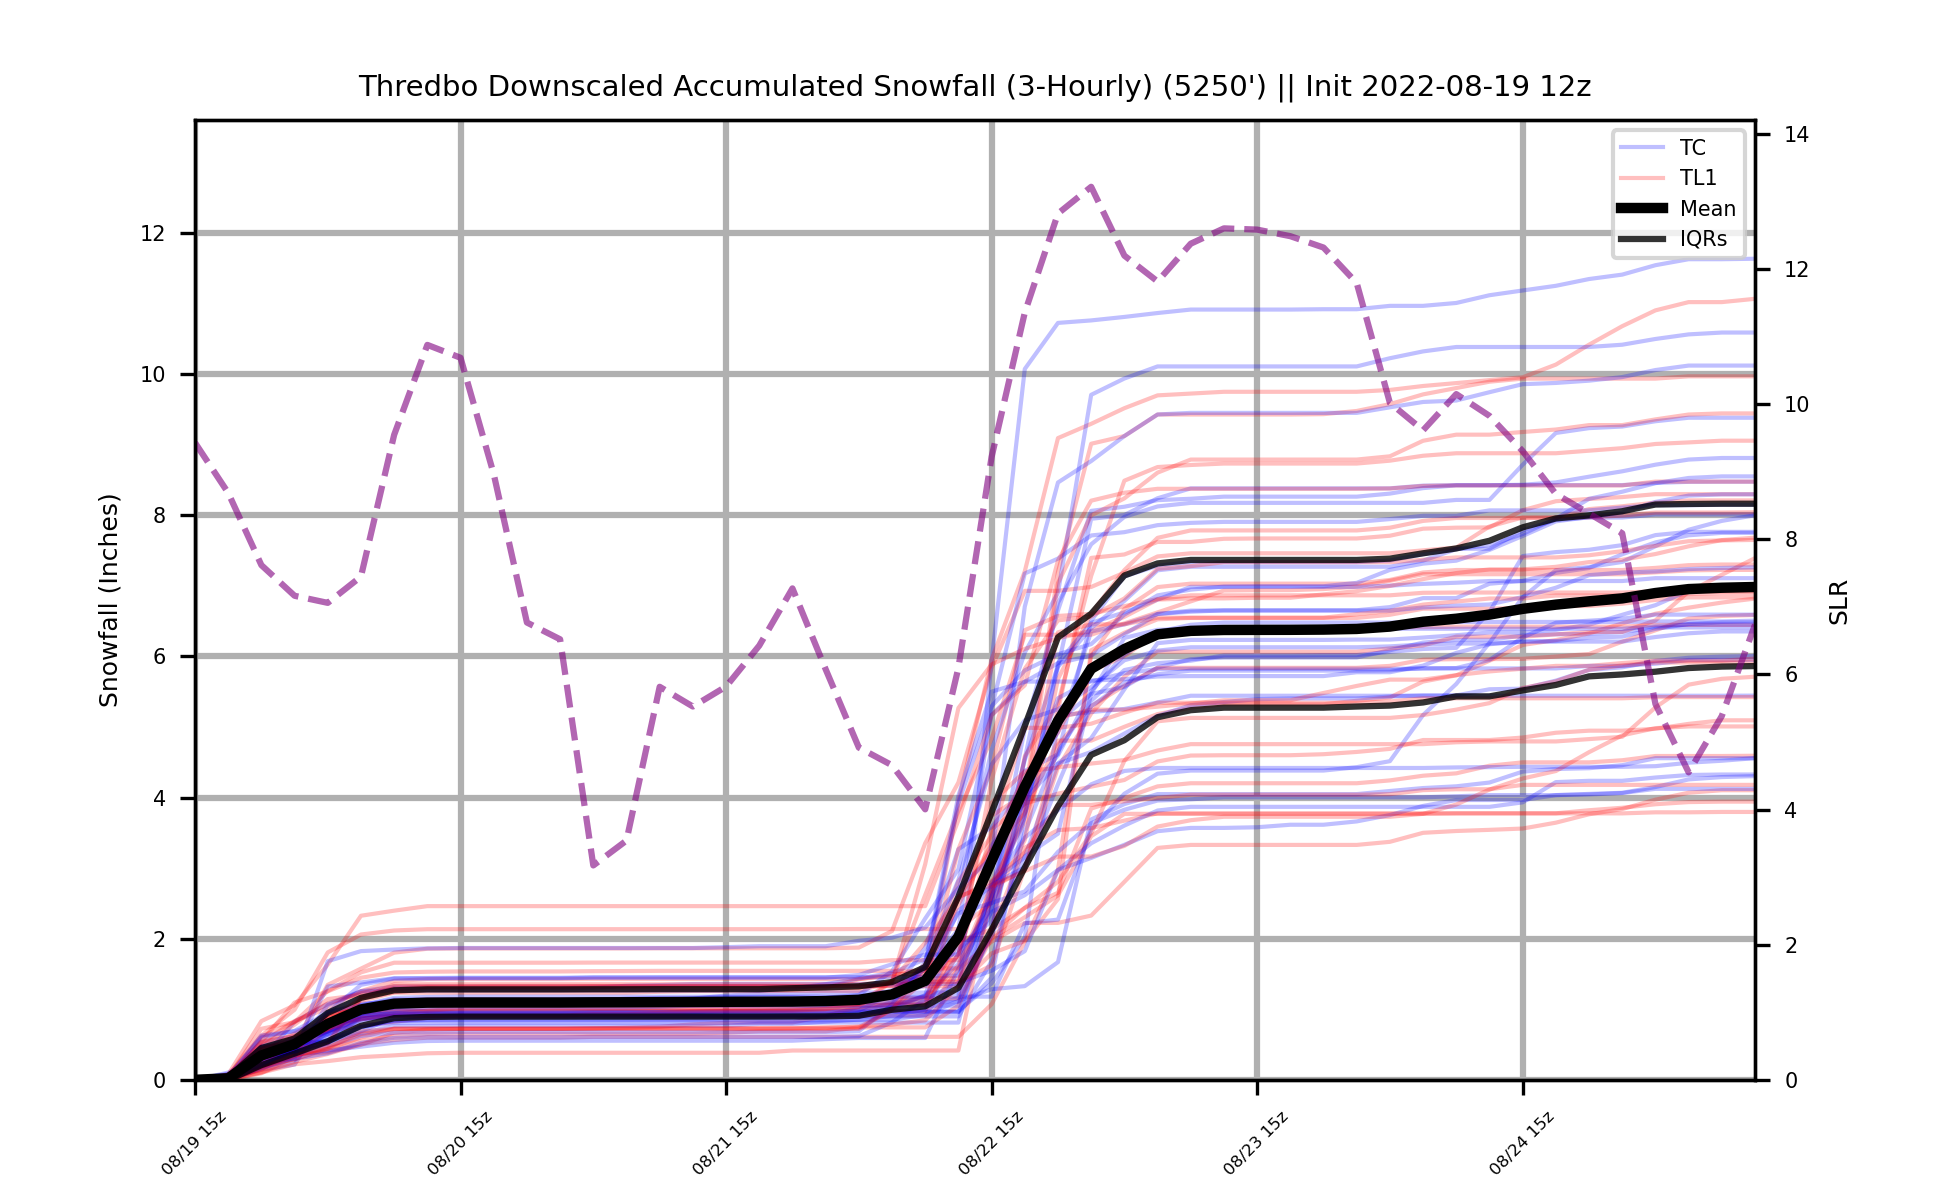 Thredbo Downscaled Accumulated Snowfall (3-Hourly) (5250') || Init 2022-08-19 12z
TC
TL1
Mean
IQRs
Snowfall (Inches)
12
10
8
6
4
2
0
14
12
10
8
6
4
2
0
SLR
08/19 15z
08/20 15z
08/21 15z
08/22 15z
08/23 15z
08/24 15z